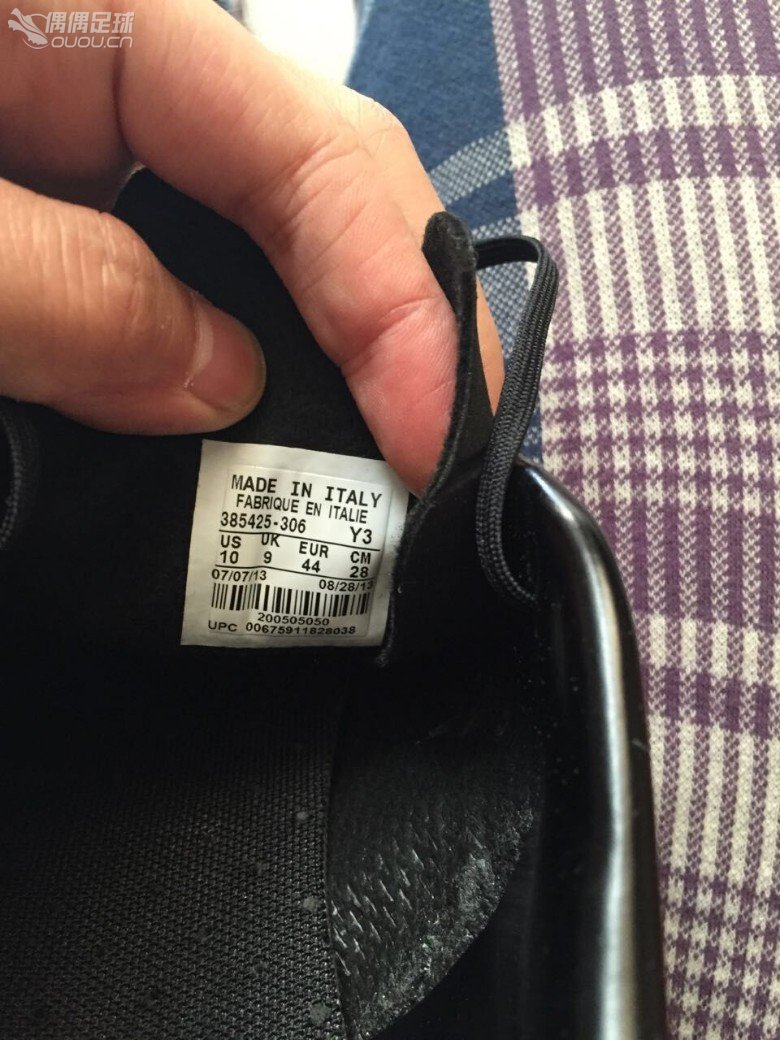 偶偶足球
ouou.cn
MADE IN ITALY
FABRIQUE EN ITALIE
385425-306 Y3
US UK EUR CM
10 9 44 28
07/07/13 08/28/13
200505050
UPC 00675911828038